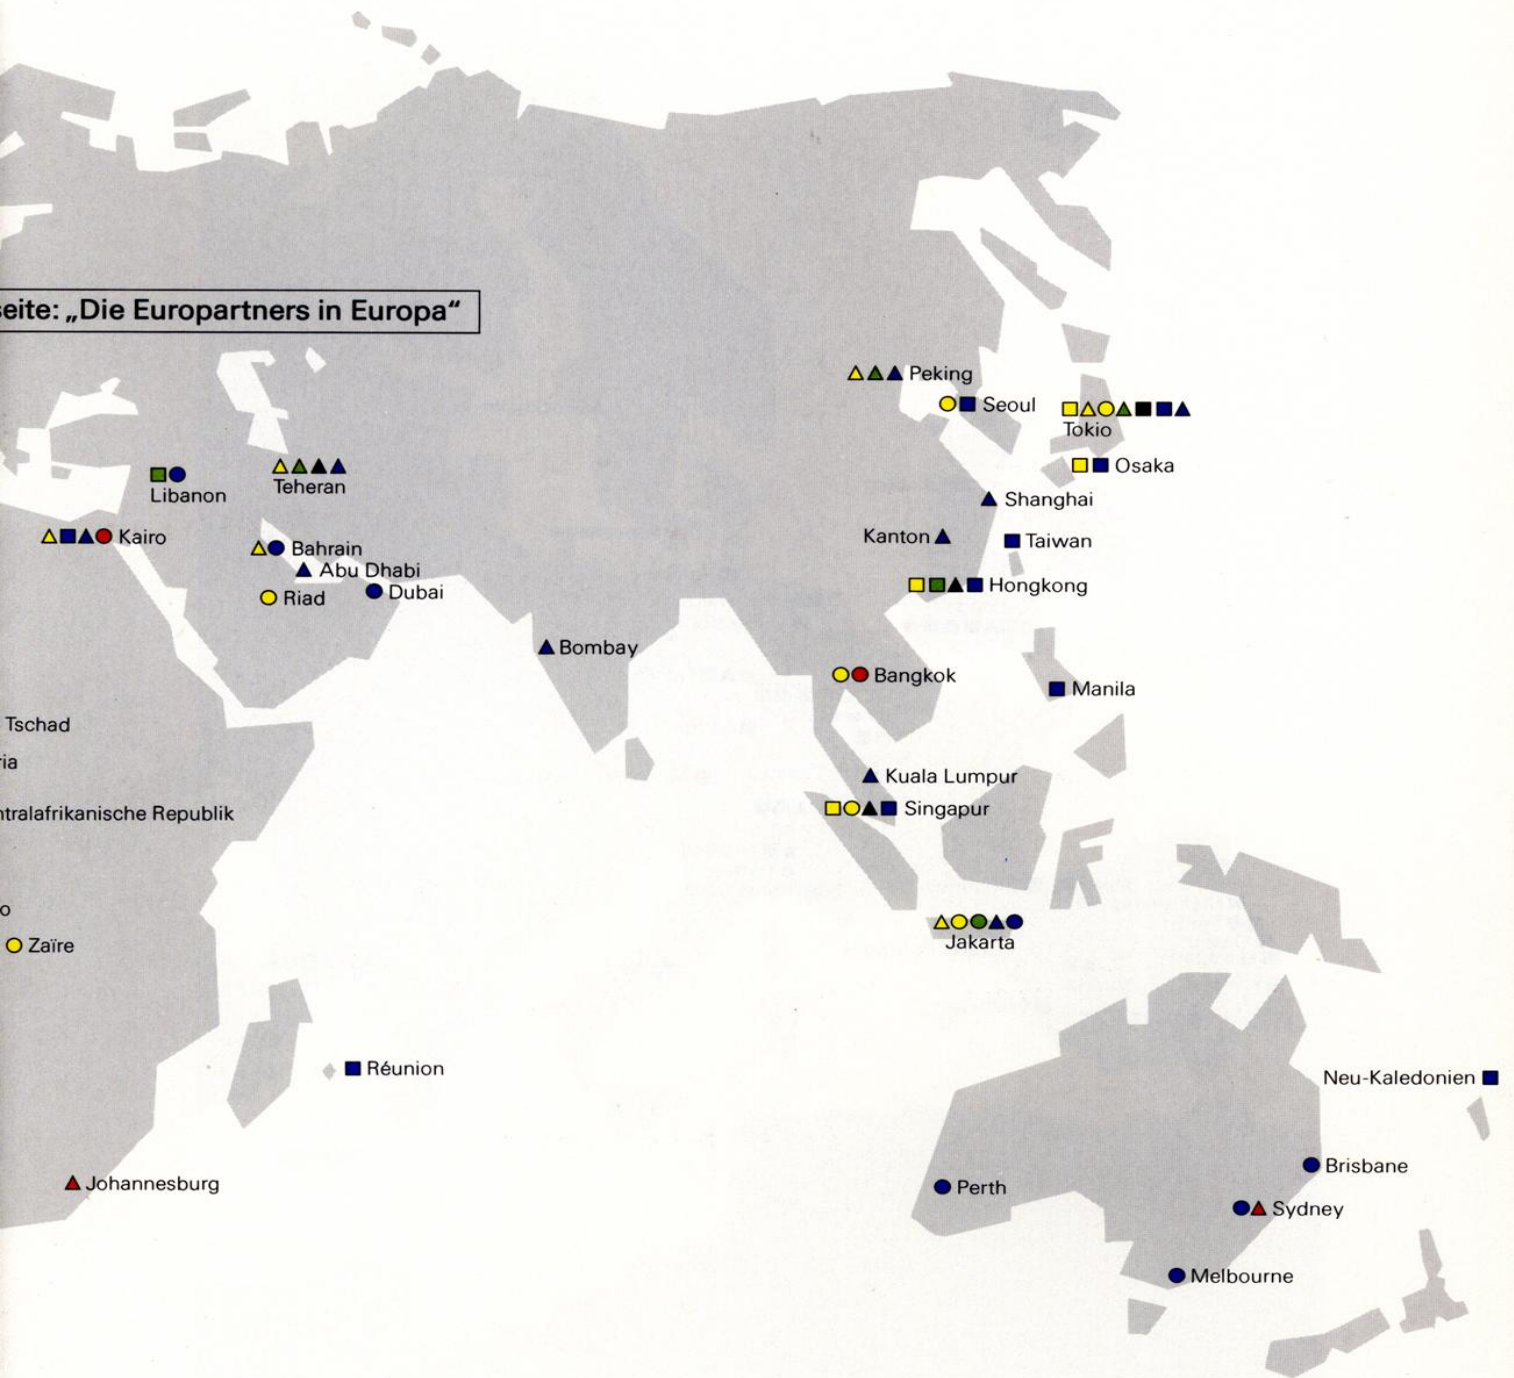 seite: „Die Europartners in Europa“
Peking
Seoul
Tokio
Osaka
Libanon
Teheran
Shanghai
Kairo
Kanton
Taiwan
Bahrain
Abu Dhabi
Riad
Dubai
Hongkong
Bombay
Bangkok
Manila
Tschad
ria
Kuala Lumpur
Singapur
ntralafrikanische Republik
o
Zaïre
Jakarta
Réunion
Neu-Kaledonien
Johannesburg
Perth
Brisbane
Sydney
Melbourne